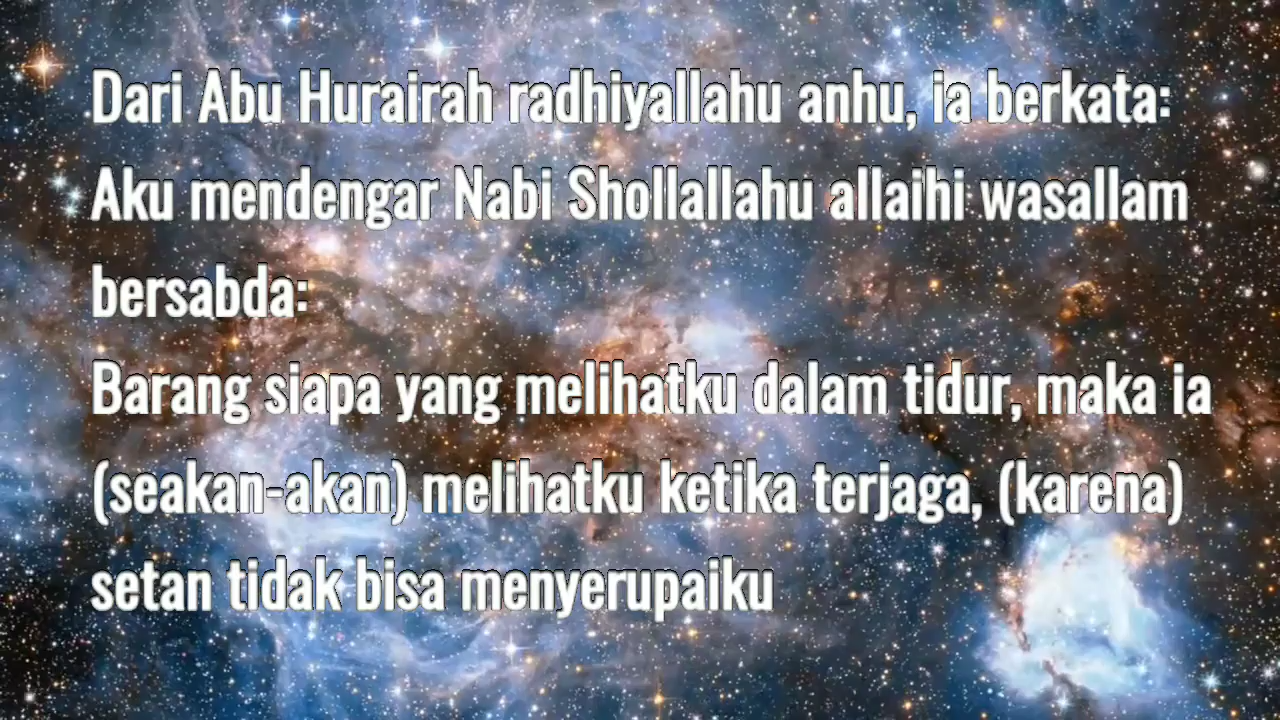 Dari Abu Hurairah radhiyallahu anhu, ia berkata:
Aku mendengar Nabi Shollallahu allaihi wasallam
bersabda:
Barang siapa yang melihatku dalam tidur, maka ia
(seakan-akan) melihatku ketika terjaga, (karena)
setan tidak bisa menyerupaiku